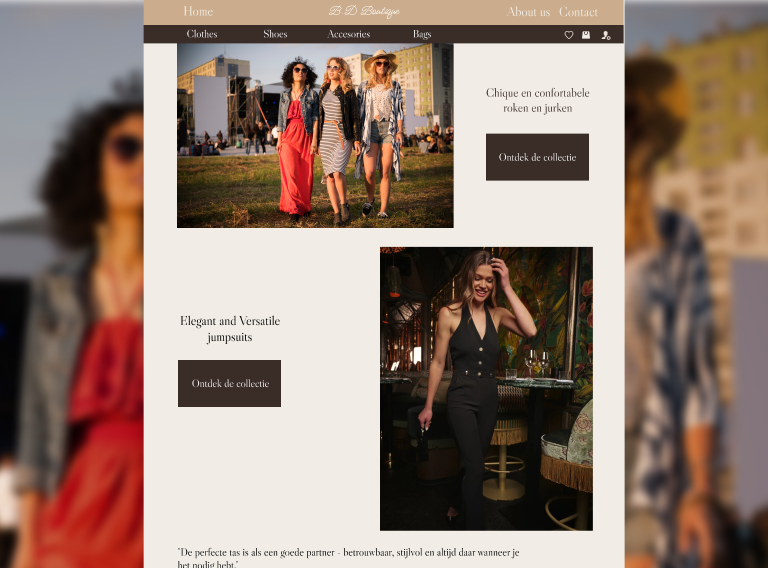 Home
B.D Boutique
About us
Contact
Clothes
Shoes
Accesories
Bags
Chique en confortabele
roken en jurken
Ontdek de collectie
Elegant and Versatile
jumpsuits
Ontdek de collectie
"De perfecte tas is als een goede partner - betrouwbaar, stijlvol en altijd daar wanneer je
het nodig hebt."